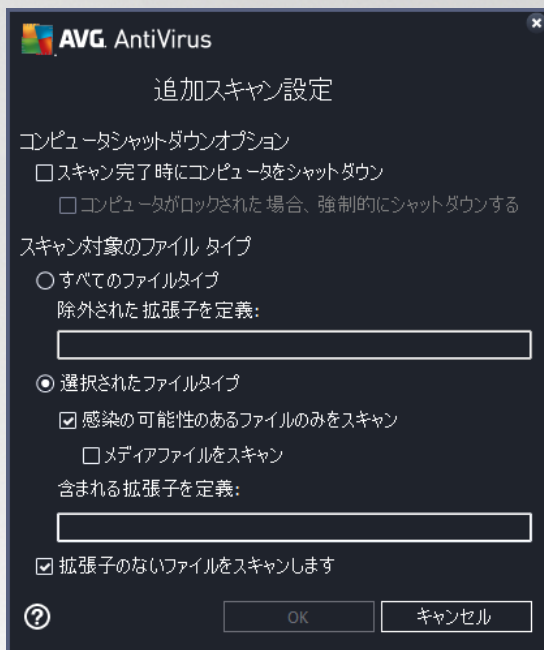 AVG. AntiVirus
追加スキャン設定
コンピュータシャットダウンオプション
スキャン完了時にコンピュータをシャットダウン
コンピュータがロックされた場合、強制的にシャットダウンする
スキャン対象のファイル タイプ
すべてのファイルタイプ
除外された拡張子を定義:
選択されたファイルタイプ
感染の可能性のあるファイルのみをスキャン
メディアファイルをスキャン
含まれる拡張子を定義:
拡張子のないファイルをスキャンします
? OK キャンセル